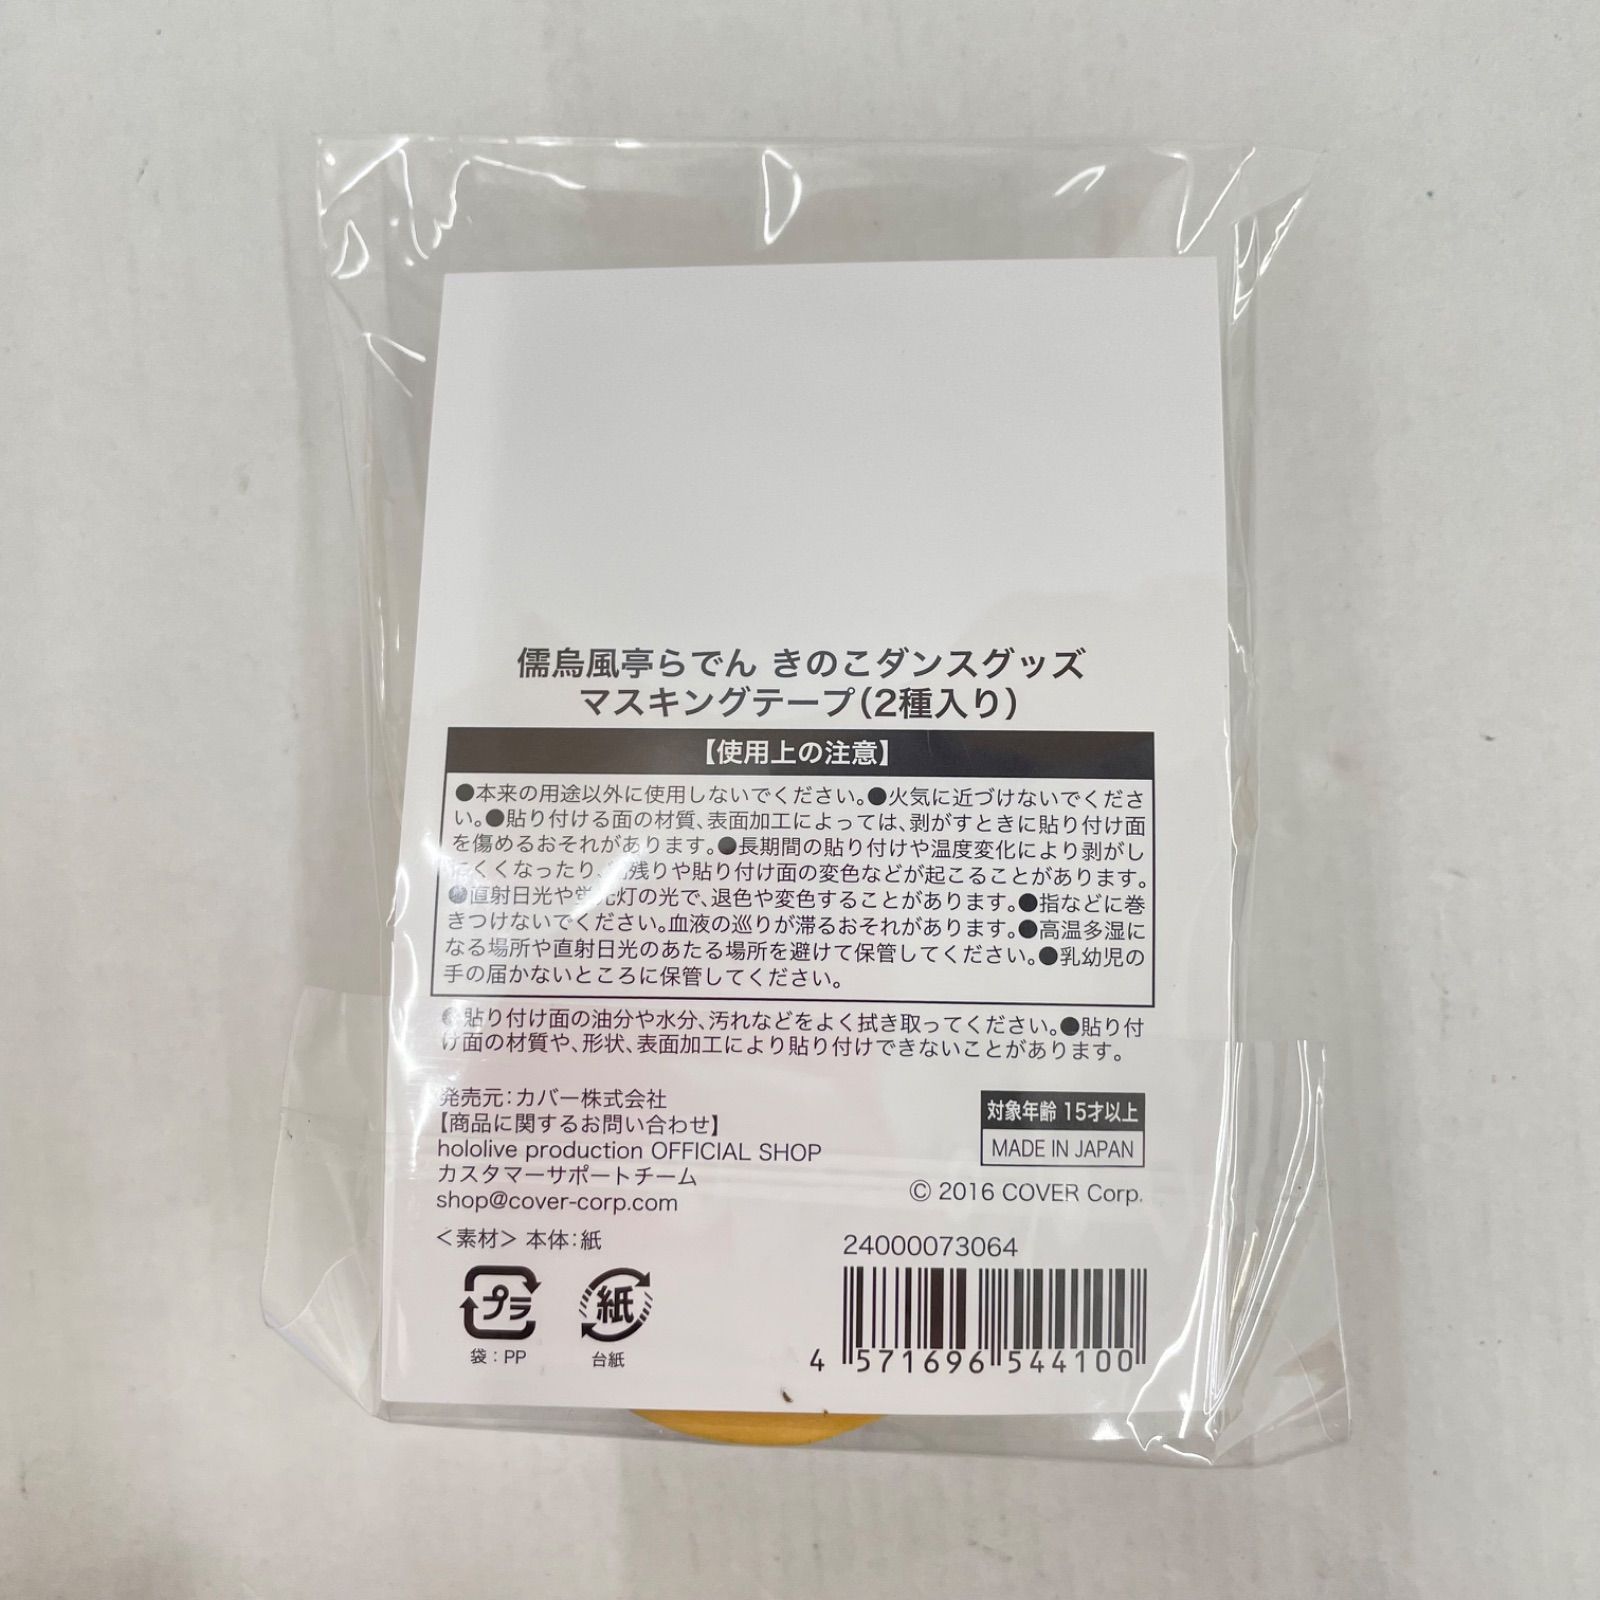 儒烏風亭らでん きのこダンスグッズ
マスキングテープ(2種入り)
【使用上の注意】
●本来の用途以外に使用しないでください。●火気に近づけないでくださ
い。●貼り付ける面の材質、表面加工によっては、剥がすときに貼り付け面
を傷めるおそれがあります。●長期間の貼り付けや温度変化により剥がし
にくくなったり、残りや貼り付け面の変色などが起こることがあります。
●直射日光や蛍光灯の光で、退色や変色することがあります。●指などに巻
きつけないでください。血液の巡りが滞るおそれがあります。●高温多湿に
なる場所や直射日光のあたる場所を避けて保管してください。●乳幼児の
手の届かないところに保管してください。
●貼り付け面の油分や水分、汚れなどをよく拭き取ってください。●貼り付
け面の材質や、形状、表面加工により貼り付けできないことがあります。
発売元:カバー株式会社
【商品に関するお問い合わせ】
hololive production OFFICIAL SHOP
カスタマーサポートチーム
shop@cover-corp.com
対象年齢 15才以上
MADE IN JAPAN
© 2016 COVER Corp.
<素材> 本体:紙
プラ
袋:PP
紙
台紙
24000073064
4 571696 544100